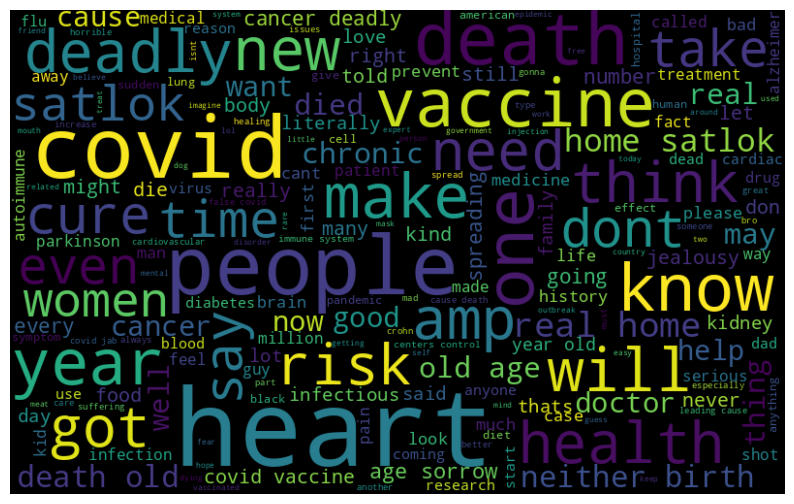 cause medical reason cancer deadly american hospital
flu system
friend horrible issues epidemic
deadly new love called bad
isnt death take
told right prevent still number treatment alzheimer
away believe sudden lung give free
satlok want vaccine real let
treat imagine body died gonna human used
mouth increase healing literally type work around fact
covid lol cell expert person need home satlok
dog chronic government injection
little cant patient today dead cardiac
autoimmune might die virus spread medicine think drug
related really first make great
cure time false covid rare mask effect please don
parkinson cardiovascular many kind spreading one dont may
man immune system family bro
disorder someone
even mental people made life going jealousy way
country two
women diabetes brain pandemic mad cause death history know
symptom crohn outbreak
every cancer now good amp real home kidney
covid jab always blood million say getting centers control year old must dad
year feel lot risk self easy will help
guy part old age serious especially
use food black infectious said anyone thats doctor never anything
meat care suffering mind case leading cause
got well heart pain much diet better guess thing
day kid infection fear look coming start health shot
hope
death old covid vaccine age sorrow neither birth
vaccinated dying another research keep